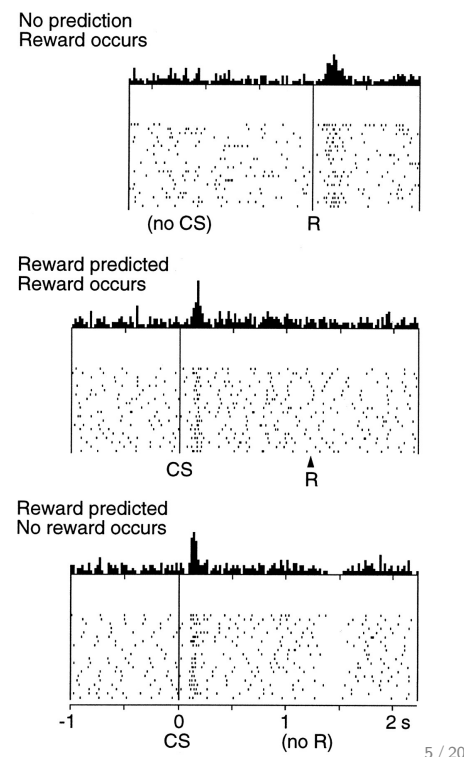 No prediction
Reward occurs
(no CS) R
Reward predicted
Reward occurs
CS
R
Reward predicted
No reward occurs
-1 0 1 2 s
CS (no R)
5 / 20